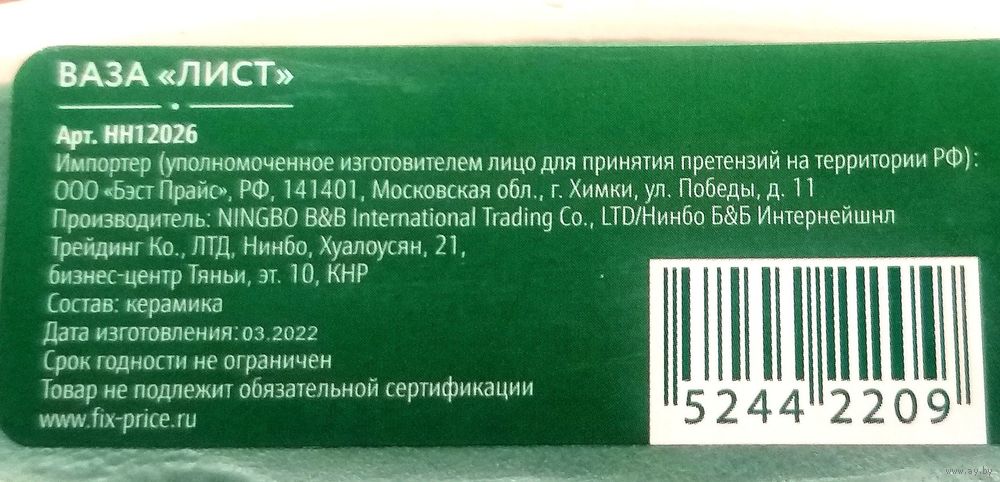 ВАЗА «ЛИСТ»
Арт. НН12026
Импортер (уполномоченное изготовителем лицо для принятия претензий на территории РФ):
ООО «Бэст Прайс», РФ, 141401, Московская обл., г. Химки, ул. Победы, д. 11
Производитель: NINGBO B&B International Trading Co., LTD/Нинбо Б&Б Интернейшнл
Трейдинг Ко., ЛТД, Нинбо, Хуалоусян, 21,
бизнес-центр Тяньи, эт. 10, КНР
Состав: керамика
Дата изготовления: 03.2022
Срок годности не ограничен
Товар не подлежит обязательной сертификации
www.fix-price.ru
5244 2209
www.ay.by